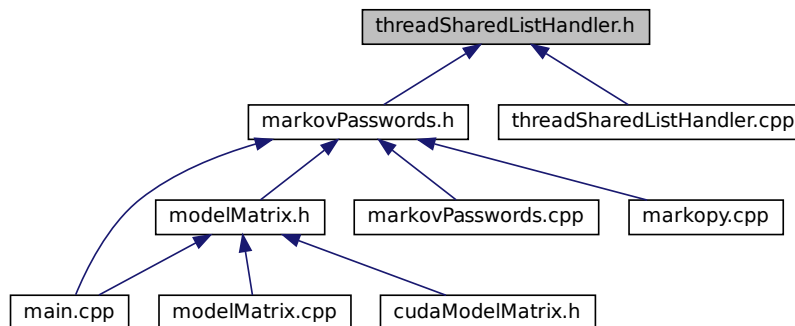 threadSharedListHandler.h
markovPasswords.h
threadSharedListHandler.cpp
modelMatrix.h
markovPasswords.cpp
markopy.cpp
main.cpp
modelMatrix.cpp
cudaModelMatrix.h